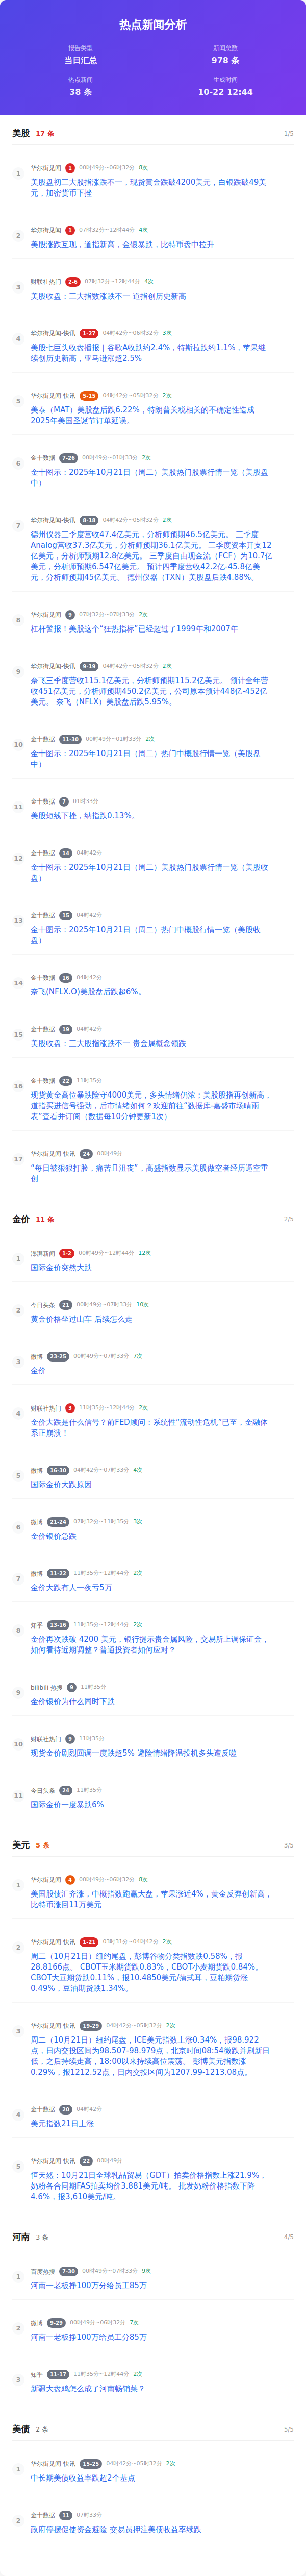 热点新闻分析
报告类型
当日汇总
新闻总数
978 条
热点新闻
38 条
生成时间
10-22 12:44
美股 17 条 1/5
1
华尔街见闻 1 00时49分~06时32分 8次
美股盘初三大股指涨跌不一，现货黄金跌破4200美元，白银跌破49美
元，加密货币下挫
2
华尔街见闻 1 07时32分~12时44分 4次
美股涨跌互现，道指新高，金银暴跌，比特币盘中拉升
3
财联社热门 2-6 07时32分~12时44分 4次
美股收盘：三大指数涨跌不一 道指创历史新高
4
华尔街见闻-快讯 1-27 04时42分~06时32分 3次
美股七巨头收盘播报｜谷歌A收跌约2.4%，特斯拉跌约1.1%，苹果继
续创历史新高，亚马逊涨超2.5%
5
华尔街见闻-快讯 5-15 04时42分~05时32分 2次
美泰（MAT）美股盘后跌6.22%，特朗普关税相关的不确定性造成
2025年美国圣诞节订单延误。
6
金十数据 7-26 00时49分~01时33分 2次
金十图示：2025年10月21日（周二）美股热门股票行情一览（美股盘
中）
7
华尔街见闻-快讯 8-18 04时42分~05时32分 2次
德州仪器三季度营收47.4亿美元，分析师预期46.5亿美元。 三季度
Analog营收37.3亿美元，分析师预期36.1亿美元。 三季度资本开支12
亿美元，分析师预期12.8亿美元。 三季度自由现金流（FCF）为10.7亿
美元，分析师预期6.547亿美元。 预计四季度营收42.2亿-45.8亿美
元，分析师预期45亿美元。 德州仪器（TXN）美股盘后跌4.88%。
8
华尔街见闻 9 07时32分~07时33分 2次
杠杆警报！美股这个“狂热指标”已经超过了1999年和2007年
9
华尔街见闻-快讯 9-19 04时42分~05时32分 2次
奈飞三季度营收115.1亿美元，分析师预期115.2亿美元。 预计全年营
收451亿美元，分析师预期450.2亿美元，公司原本预计448亿-452亿
美元。 奈飞（NFLX）美股盘后跌5.95%。
10
金十数据 11-30 00时49分~01时33分 2次
金十图示：2025年10月21日（周二）热门中概股行情一览（美股盘
中）
11
金十数据 7 01时33分
美股短线下挫，纳指跌0.13%。
12
金十数据 14 04时42分
金十图示：2025年10月21日（周二）美股热门股票行情一览（美股收
盘）
13
金十数据 15 04时42分
金十图示：2025年10月21日（周二）热门中概股行情一览（美股收
盘）
14
金十数据 16 04时42分
奈飞(NFLX.O)美股盘后跌超6%。
15
金十数据 19 04时42分
美股收盘：三大股指涨跌不一 贵金属概念领跌
16
金十数据 22 11时35分
现货黄金高位暴跌险守4000美元，多头情绪仍浓；美股股指再创新高，
道指买进信号强劲，后市情绪如何？欢迎前往“数据库-嘉盛市场晴雨
表”查看并订阅（数据每10分钟更新1次）
17
华尔街见闻-快讯 24 00时49分
“每日被狠狠打脸，痛苦且沮丧”，高盛指数显示美股做空者经历逼空重
创
金价 11 条 2/5
1
澎湃新闻 1-2 00时49分~12时44分 12次
国际金价突然大跌
2
今日头条 21 00时49分~07时33分 10次
黄金价格坐过山车 后续怎么走
3
微博 23-25 00时49分~07时33分 7次
金价
4
财联社热门 3 11时35分~12时44分 2次
金价大跌是什么信号？前FED顾问：系统性“流动性危机”已至，金融体
系正崩溃！
5
微博 16-30 04时42分~07时33分 4次
国际金价大跌原因
6
微博 21-24 07时32分~11时35分 3次
金价银价急跌
7
微博 11-22 11时35分~12时44分 2次
金价大跌有人一夜亏5万
8
知乎 13-16 11时35分~12时44分 2次
金价再次跌破 4200 美元，银行提示贵金属风险，交易所上调保证金，
如何看待近期调整？普通投资者如何应对？
9
bilibili 热搜 9 11时35分
金价银价为什么同时下跌
10
财联社热门 9 11时35分
现货金价剧烈回调一度跌超5% 避险情绪降温投机多头遭反噬
11
今日头条 24 11时35分
国际金价一度暴跌6%
美元 5 条 3/5
1
华尔街见闻 4 00时49分~06时32分 8次
美国股债汇齐涨，中概指数跑赢大盘，苹果涨近4%，黄金反弹创新高，
比特币涨回11万美元
2
华尔街见闻-快讯 1-21 03时31分~04时42分 2次
周二（10月21日）纽约尾盘，彭博谷物分类指数跌0.58%，报
28.8166点。 CBOT玉米期货跌0.83%，CBOT小麦期货跌0.84%。
CBOT大豆期货跌0.11%，报10.4850美元/蒲式耳，豆粕期货涨
0.49%，豆油期货跌1.34%。
3
华尔街见闻-快讯 19-29 04时42分~05时32分 2次
周二（10月21日）纽约尾盘，ICE美元指数上涨0.34%，报98.922
点，日内交投区间为98.507-98.979点，北京时间08:54微跌并刷新日
低，之后持续走高，18:00以来持续高位震荡。 彭博美元指数涨
0.29%，报1212.52点，日内交投区间为1207.99-1213.08点。
4
金十数据 20 04时42分
美元指数21日上涨
5
华尔街见闻-快讯 22 00时49分
恒天然：10月21日全球乳品贸易（GDT）拍卖价格指数上涨21.9%，
奶粉各合同期FAS拍卖均价3.881美元/吨。 批发奶粉价格指数下降
4.6%，报3,610美元/吨。
河南 3 条 4/5
1
百度热搜 7-30 00时49分~07时33分 9次
河南一老板挣100万分给员工85万
2
微博 9-29 00时49分~06时32分 7次
河南一老板挣100万给员工分85万
3
知乎 11-17 11时35分~12时44分 2次
新疆大盘鸡怎么成了河南畅销菜？
美债 2 条 5/5
1
华尔街见闻-快讯 15-25 04时42分~05时32分 2次
中长期美债收益率跌超2个基点
2
金十数据 11 07时33分
政府停摆促使资金避险 交易员押注美债收益率续跌